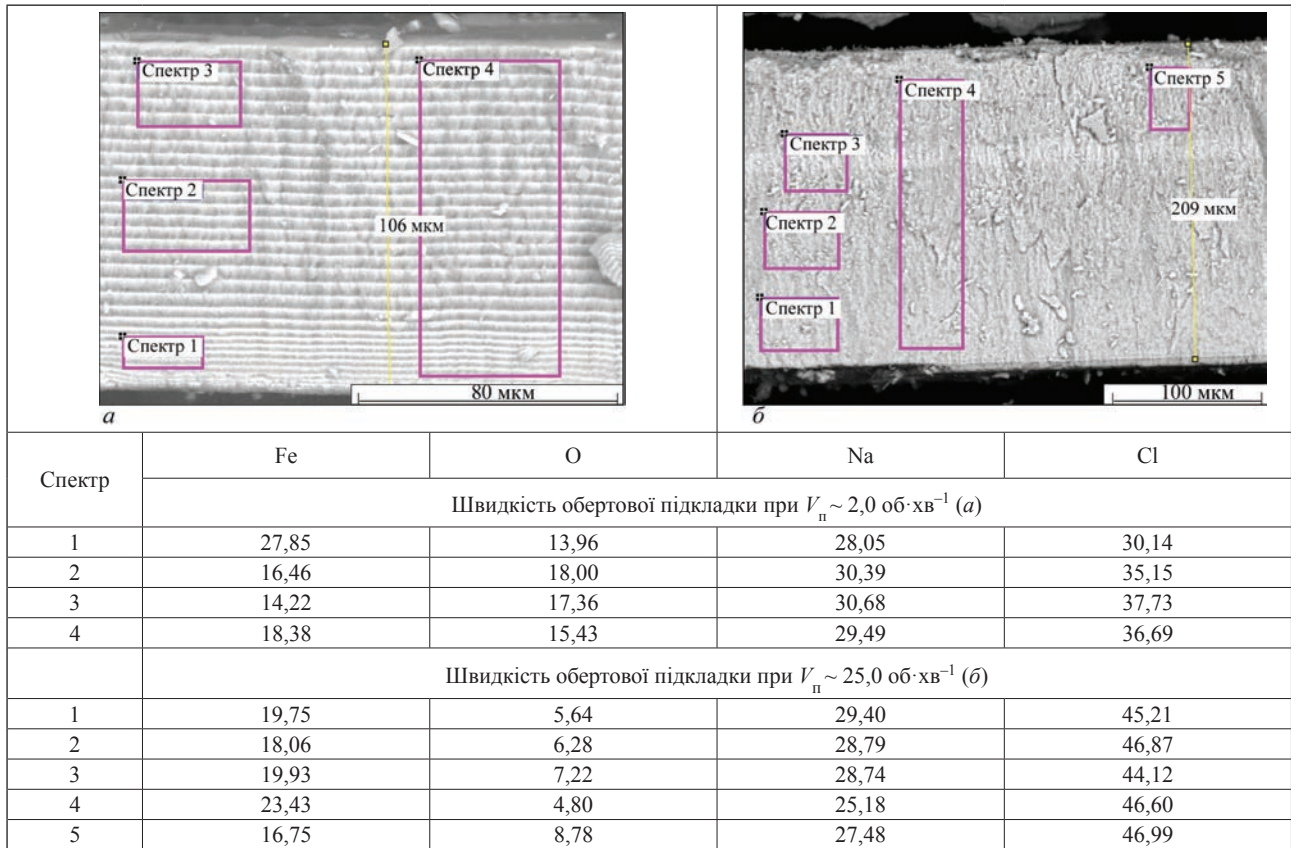 Спектр 3
Спектр 4
Спектр 2
106 мкм
Спектр 1
80 мкм
а
Спектр 5
Спектр 4
Спектр 3
Спектр 2
209 мкм
Спектр 1
100 мкм
б
Спектр Fe O Na Cl
Швидкість обертової підкладки при Vп ~ 2,0 об·хв⁻¹ (а)
1 27,85 13,96 28,05 30,14
2 16,46 18,00 30,39 35,15
3 14,22 17,36 30,68 37,73
4 18,38 15,43 29,49 36,69
Швидкість обертової підкладки при Vп ~ 25,0 об·хв⁻¹ (б)
1 19,75 5,64 29,40 45,21
2 18,06 6,28 28,79 46,87
3 19,93 7,22 28,74 44,12
4 23,43 4,80 25,18 46,60
5 16,75 8,78 27,48 46,99